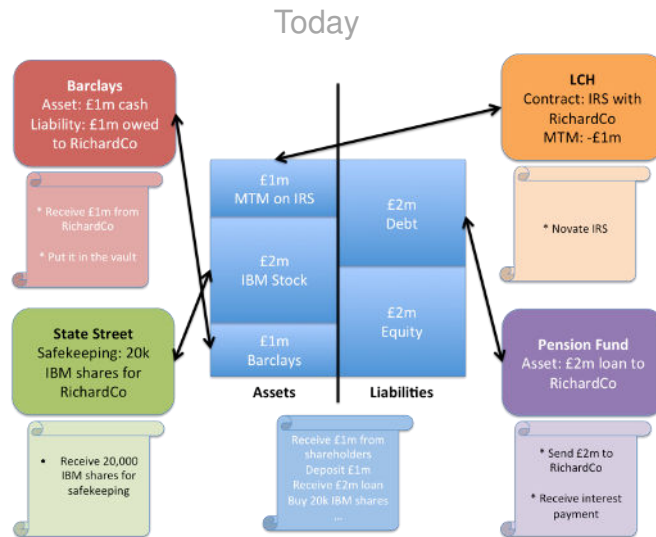 Today
Barclays
Asset: £1m cash
Liability: £1m owed
to RichardCo
* Receive £1m from
RichardCo
* Put it in the vault
State Street
Safekeeping: 20k
IBM shares for
RichardCo
• Receive 20,000
IBM shares for
safekeeping
£1m
MTM on IRS
£2m
IBM Stock
£1m
Barclays
Assets
£2m
Debt
£2m
Equity
Liabilities
Receive £1m from
shareholders
Deposit £1m
Receive £2m loan
Buy 20k IBM shares
...
LCH
Contract: IRS with
RichardCo
MTM: -£1m
* Novate IRS
Pension Fund
Asset: £2m loan to
RichardCo
* Send £2m to
RichardCo
* Receive interest
payment